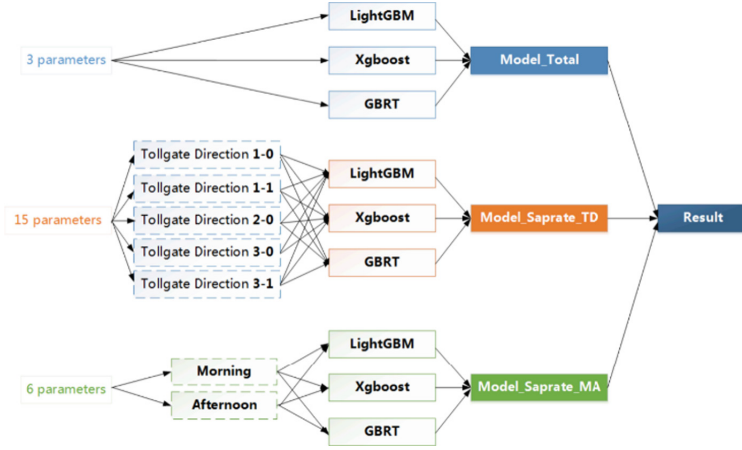 LightGBM
3 parameters
Xgboost
Model_Total
GBRT
Tollgate Direction 1-0
Tollgate Direction 1-1
15 parameters
Tollgate Direction 2-0
Tollgate Direction 3-0
Tollgate Direction 3-1
LightGBM
Xgboost
GBRT
Model_Saprate_TD
Result
6 parameters
Morning
Afternoon
LightGBM
Xgboost
GBRT
Model_Saprate_MA